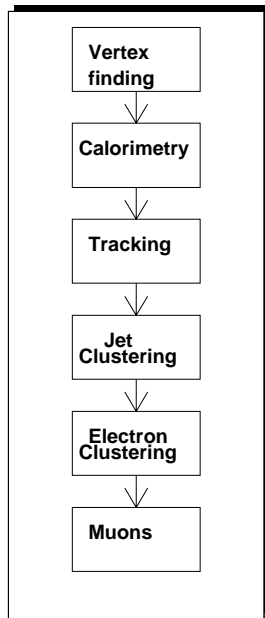 Vertex
finding
Calorimetry
Tracking
Jet
Clustering
Electron
Clustering
Muons